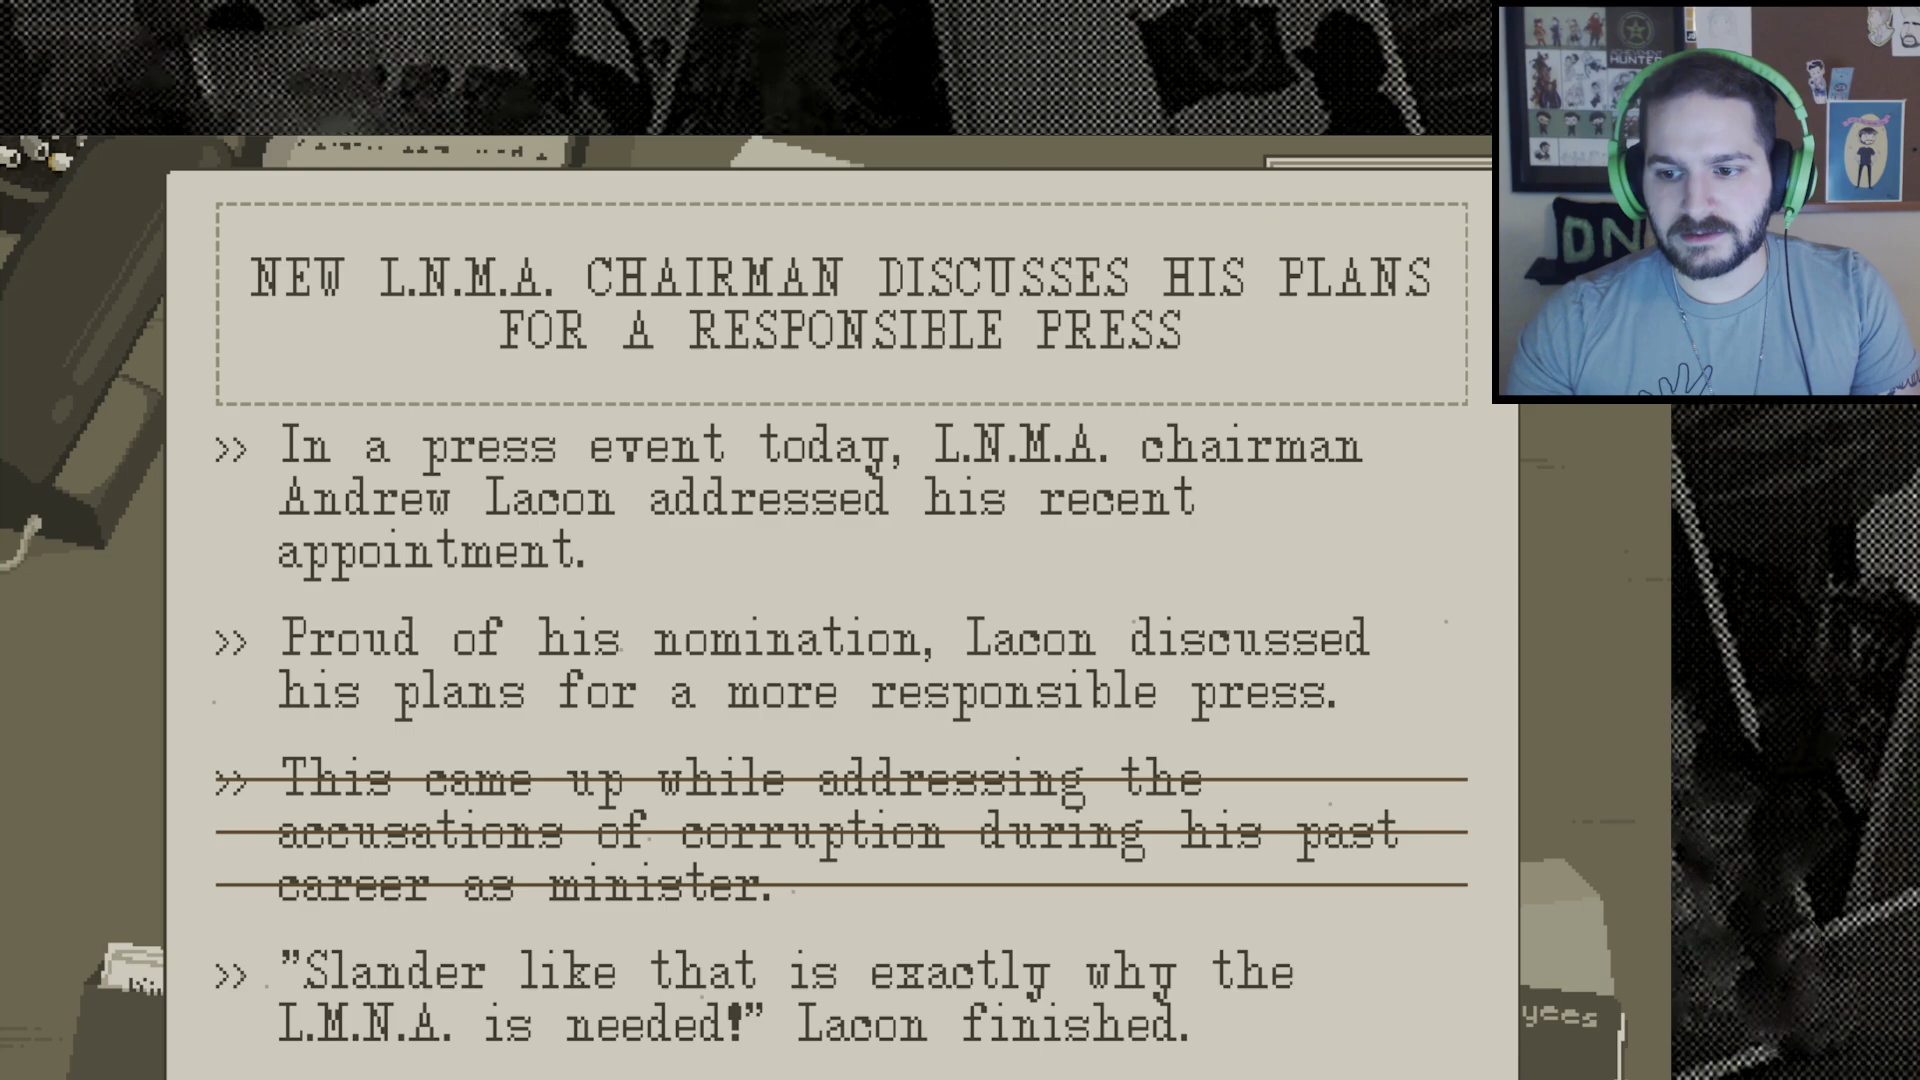 HUNTER
DN
NEW L.N.M.A. CHAIRMAN DISCUSSES HIS PLANS
FOR A RESPONSIBLE PRESS
>> In a press event today, L.N.M.A. chairman
Andrew Lacon addressed his recent
appointment.
>> Proud of his nomination, Lacon discussed
his plans for a more responsible press.
>> This came up while addressing the
accusations of corruption during his past
career as minister.
>> "Slander like that is exactly why the
L.M.N.A. is needed!" Lacon finished.
yees